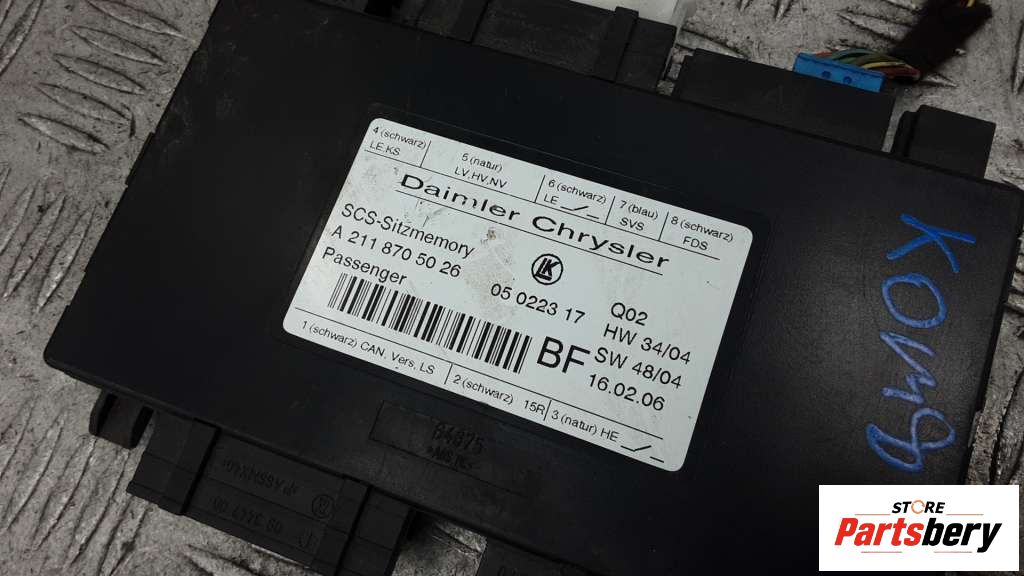 4 (schwarz)
LE.KS
5 (natur)
LV.HV.NV
6 (schwarz)
LE
7 (blau)
SVS
8 (schwarz)
FDS
Daimler Chrysler
SCS-Sitzmemory
A 211 870 50 26
Passenger
LK
05 0223 17
Q02
HW 34/04
BF
SW 48/04
16.02.06
1 (schwarz) CAN. Vers. LS
2 (schwarz) 15R
3 (natur) HE
84875
STORE
Partsbery